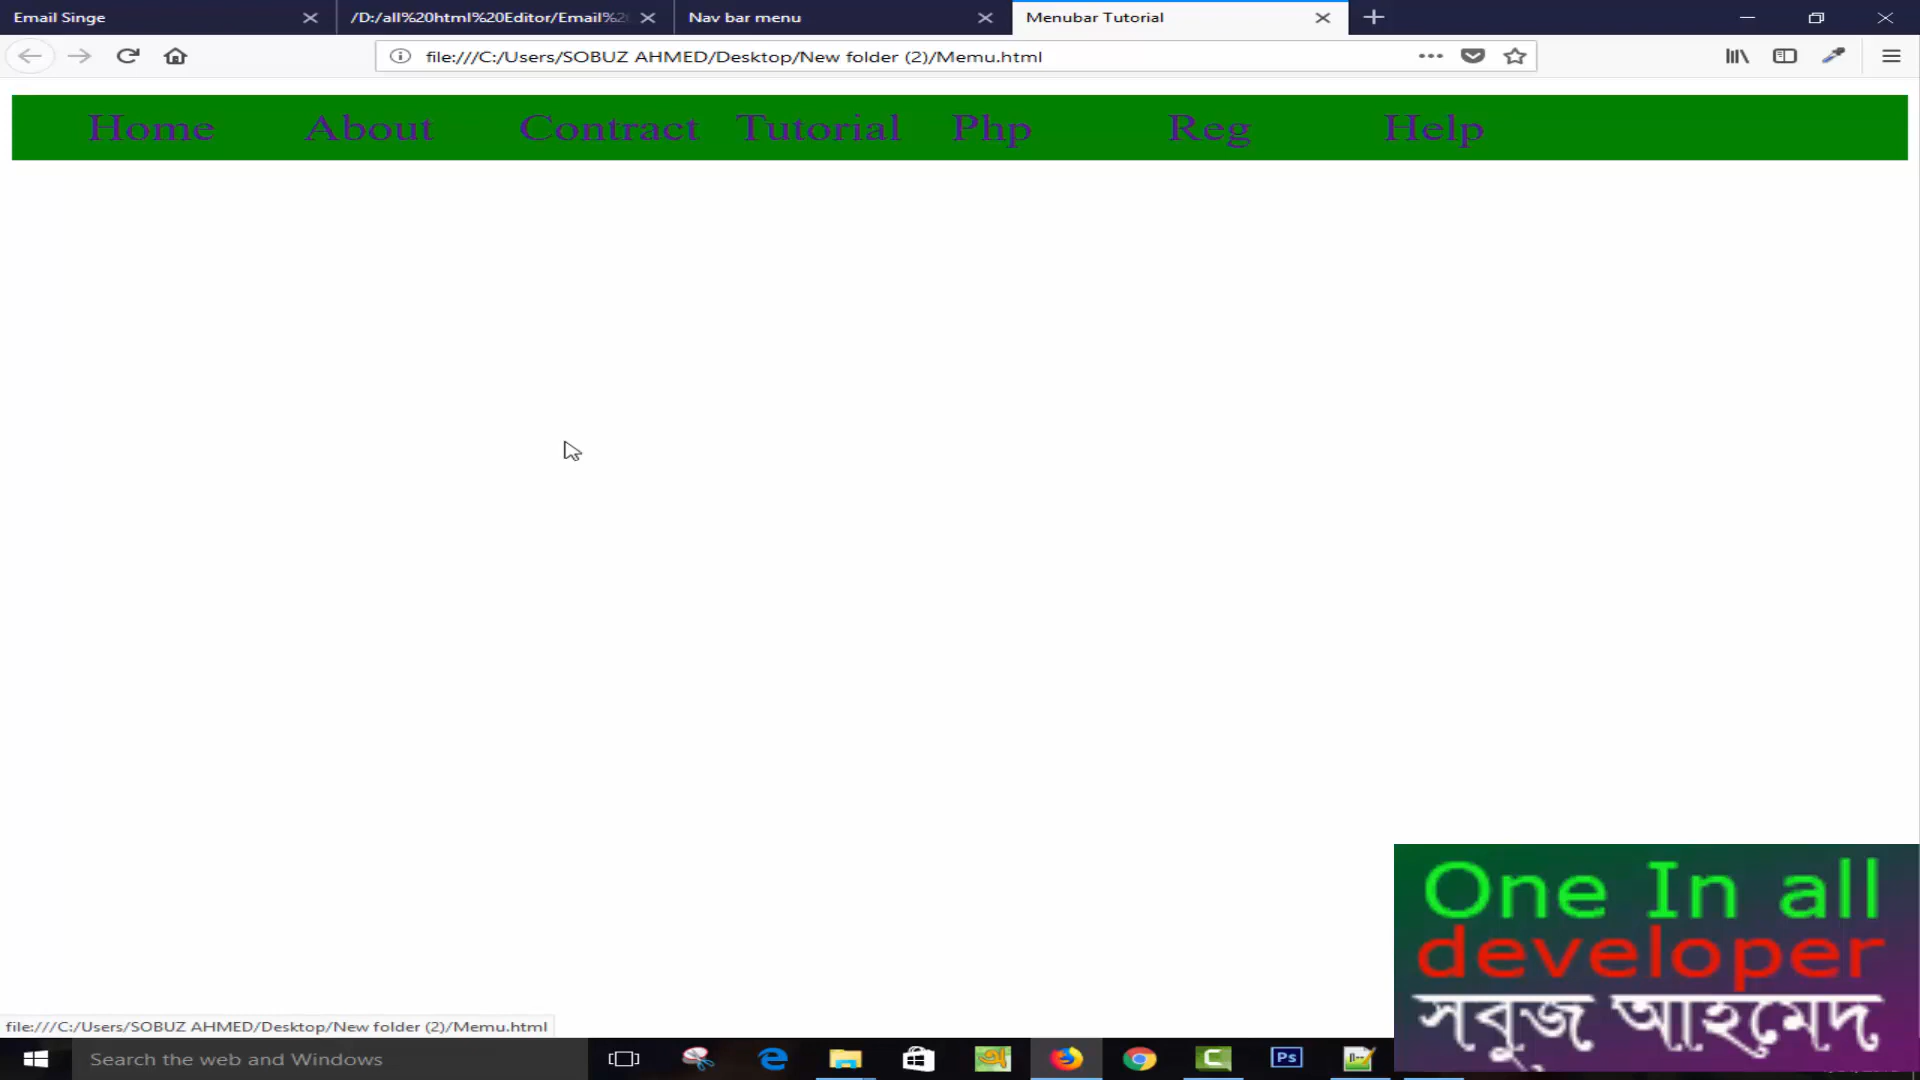 Email Singe
/D:/all%20html%20Editor/Email%2
Nav bar menu
Menubar Tutorial
file:///C:/Users/SOBUZ AHMED/Desktop/New folder (2)/Memu.html
Home
About
Contract
Tutorial
Php
Reg
Help
One In all
developer
সবুজ আহমেদ
file:///C:/Users/SOBUZ AHMED/Desktop/New folder (2)/Memu.html
Search the web and Windows
Ps